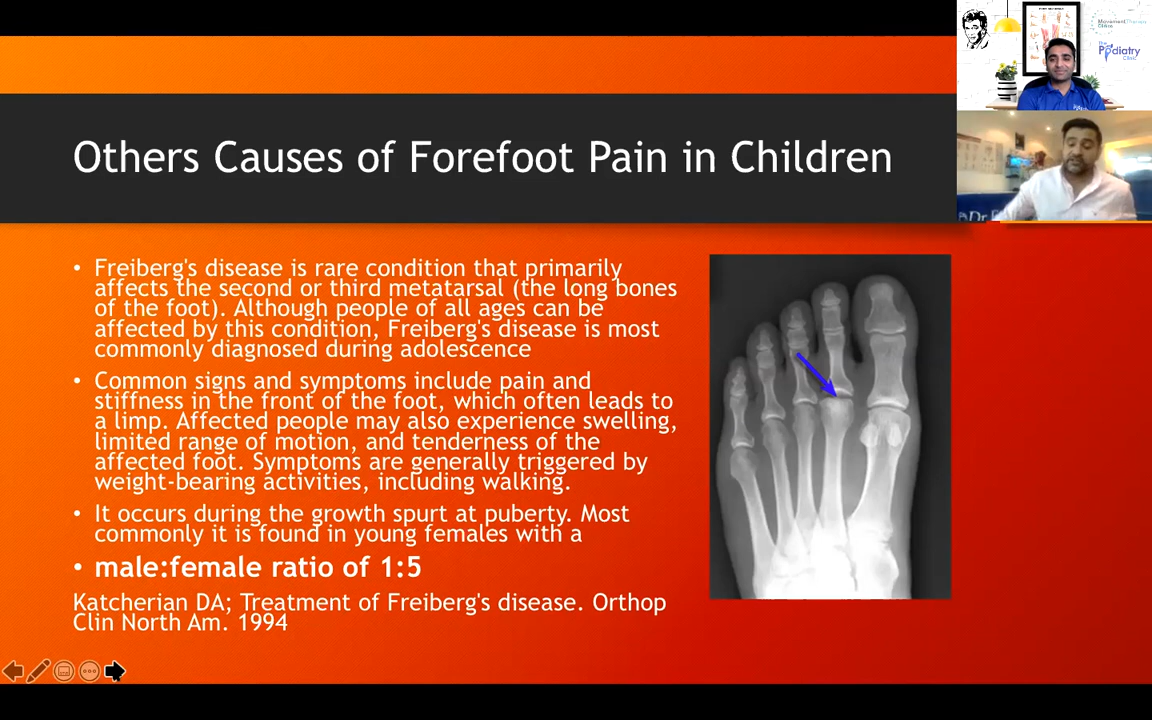 Others Causes of Forefoot Pain in Children
• Freiberg's disease is rare condition that primarily
affects the second or third metatarsal (the long bones
of the foot). Although people of all ages can be
affected by this condition, Freiberg's disease is most
commonly diagnosed during adolescence
• Common signs and symptoms include pain and
stiffness in the front of the foot, which often leads to
a limp. Affected people may also experience swelling,
limited range of motion, and tenderness of the
affected foot. Symptoms are generally triggered by
weight-bearing activities, including walking.
• It occurs during the growth spurt at puberty. Most
commonly it is found in young females with a
• male:female ratio of 1:5
Katcherian DA; Treatment of Freiberg's disease. Orthop
Clin North Am. 1994
Movement Therapy
Clinics
The
Podiatry
Clinic
Dr